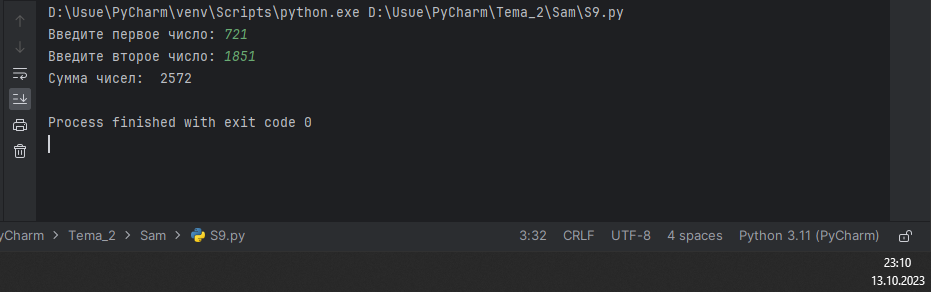 D:\Usue\PyCharm\venv\Scripts\python.exe D:\Usue\PyCharm\Tema_2\Sam\S9.py
Введите первое число: 721
Введите второе число: 1851
Сумма чисел:  2572
Process finished with exit code 0
yCharm > Tema_2 > Sam > S9.py 3:32 CRLF UTF-8 4 spaces Python 3.11 (PyCharm)
23:10
13.10.2023